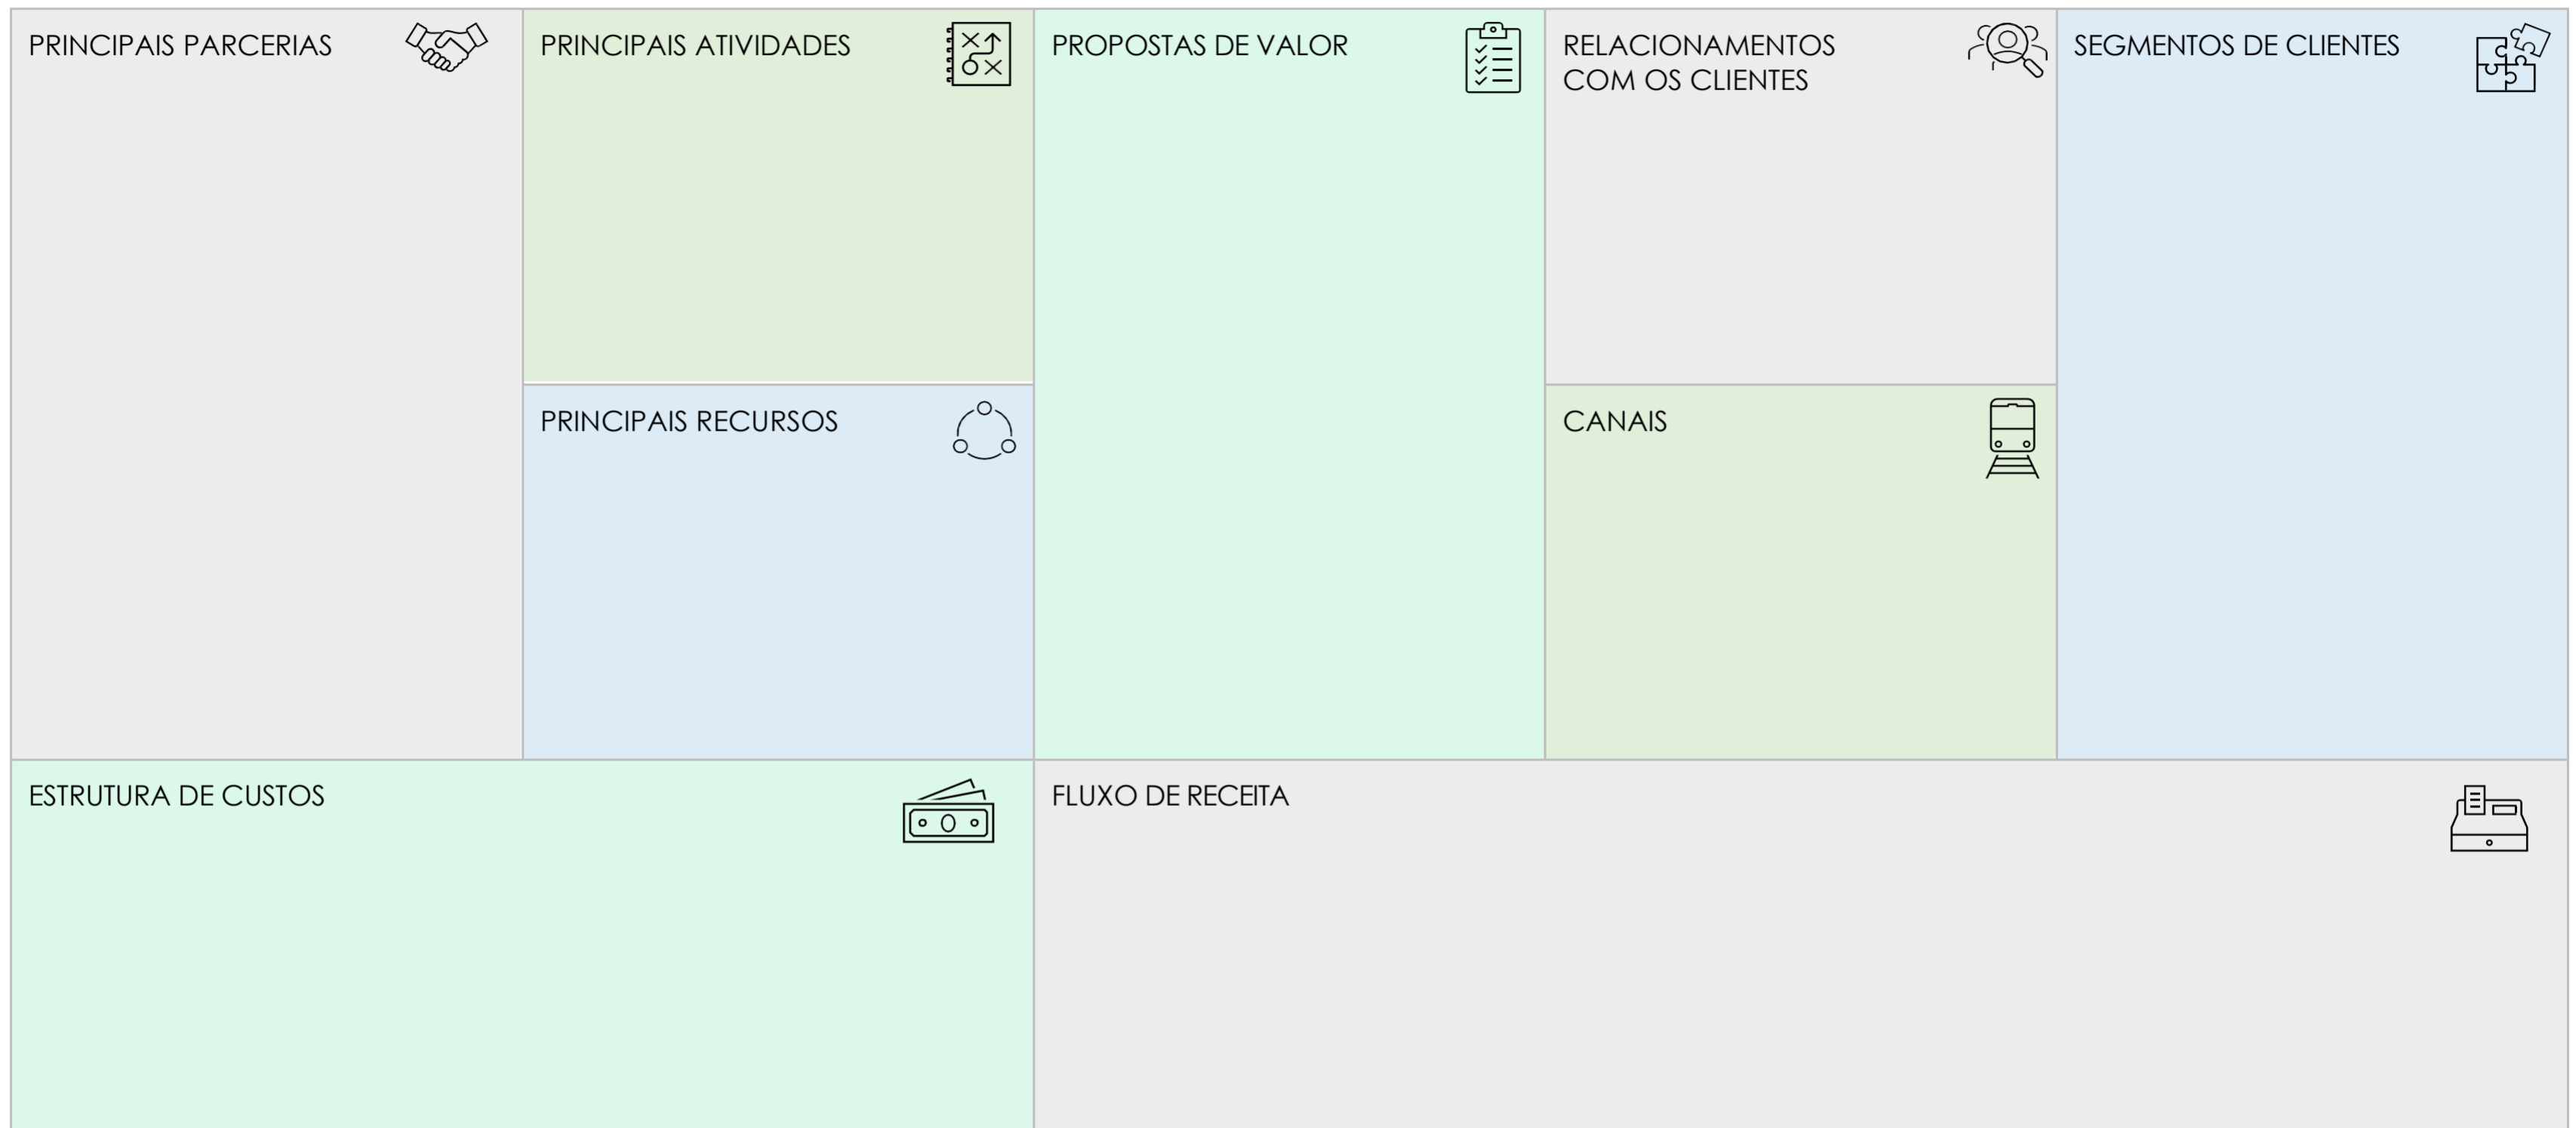 PRINCIPAIS PARCERIAS
PRINCIPAIS ATIVIDADES
PROPOSTAS DE VALOR
RELACIONAMENTOS
COM OS CLIENTES
SEGMENTOS DE CLIENTES
PRINCIPAIS RECURSOS
CANAIS
ESTRUTURA DE CUSTOS
FLUXO DE RECEITA